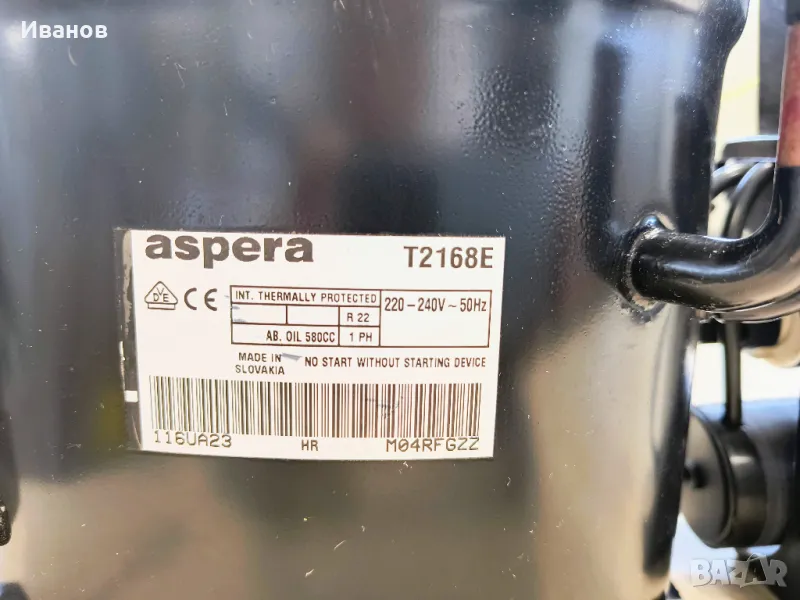 Иванов
aspera T2168E
VDE CE INT. THERMALLY PROTECTED 220-240V~50Hz
R 22
AB. OIL 580CC 1 PH
MADE IN SLOVAKIA NO START WITHOUT STARTING DEVICE
116UA23 HR M04RFGZZ
BAZAR